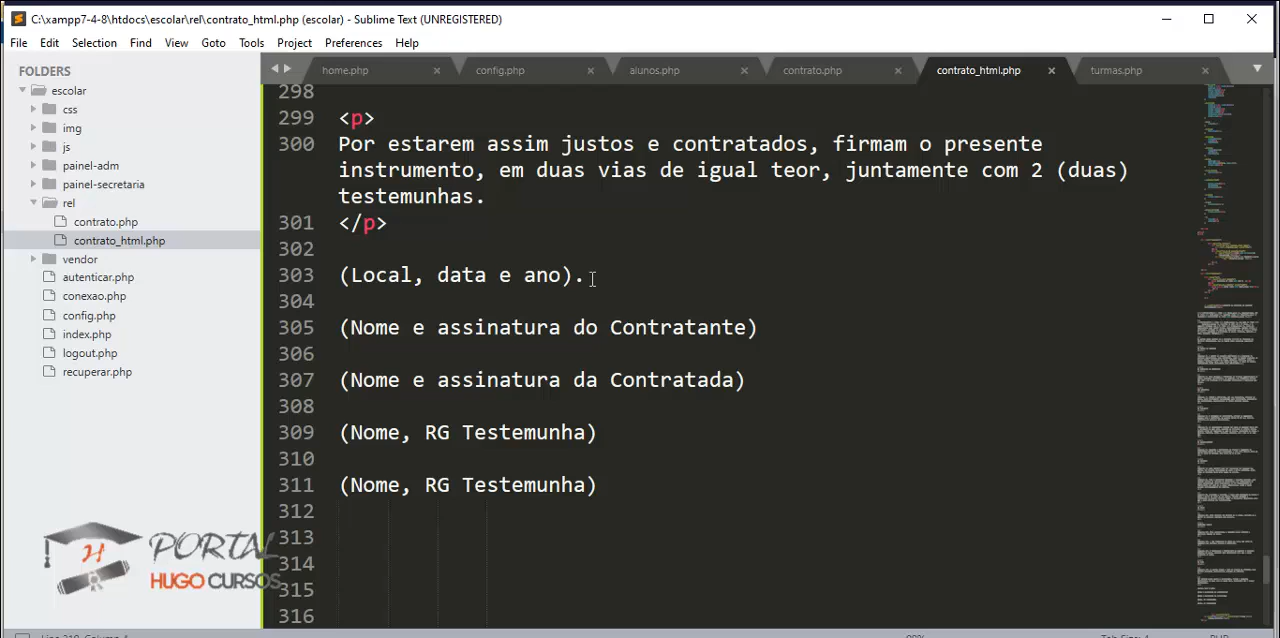 C:\xampp7-4-8\htdocs\escolar\rel\contrato_html.php (escolar) - Sublime Text (UNREGISTERED)
File Edit Selection Find View Goto Tools Project Preferences Help
FOLDERS
escolar
css
img
js
painel-adm
painel-secretaria
rel
contrato.php
contrato_html.php
vendor
autenticar.php
conexao.php
config.php
index.php
logout.php
recuperar.php
home.php config.php alunos.php contrato.php contrato_html.php turmas.php
298
299 <p>
300 Por estarem assim justos e contratados, firmam o presente
instrumento, em duas vias de igual teor, juntamente com 2 (duas)
testemunhas.
301 </p>
302
303 (Local, data e ano).
304
305 (Nome e assinatura do Contratante)
306
307 (Nome e assinatura da Contratada)
308
309 (Nome, RG Testemunha)
310
311 (Nome, RG Testemunha)
312
313
314
315
316
PORTAL
HUGO CURSOS